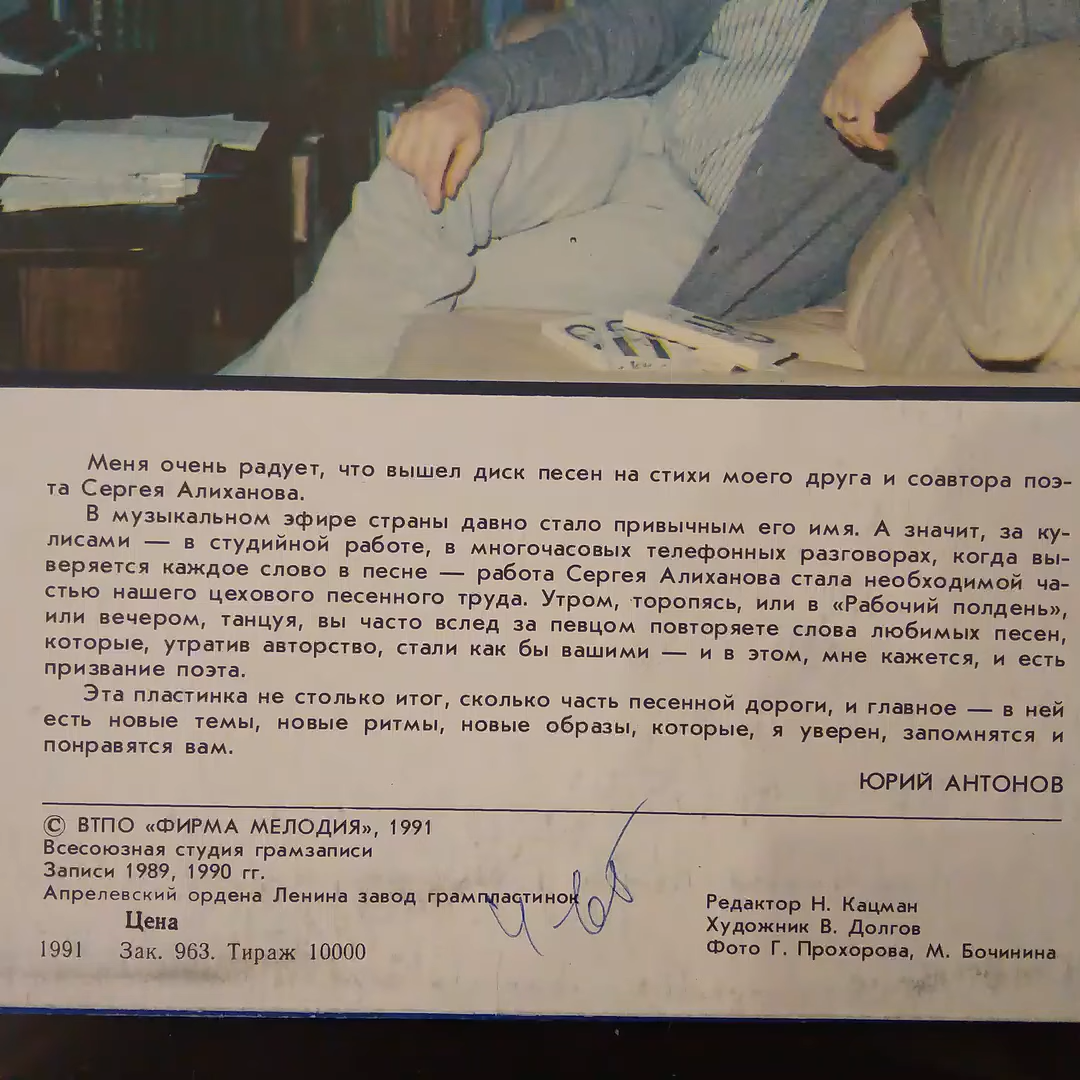 Меня очень радует, что вышел диск песен на стихи моего друга и соавтора поэ-
та Сергея Алиханова.
В музыкальном эфире страны давно стало привычным его имя. А значит, за ку-
лисами — в студийной работе, в многочасовых телефонных разговорах, когда вы-
веряется каждое слово в песне — работа Сергея Алиханова стала необходимой ча-
стью нашего цехового песенного труда. Утром, торопясь, или в «Рабочий полдень»,
или вечером, танцуя, вы часто вслед за певцом повторяете слова любимых песен,
которые, утратив авторство, стали как бы вашими — и в этом, мне кажется, и есть
призвание поэта.
Эта пластинка не столько итог, сколько часть песенной дороги, и главное — в ней
есть новые темы, новые ритмы, новые образы, которые, я уверен, запомнятся и
понравятся вам.
ЮРИЙ АНТОНОВ
© ВТПО «ФИРМА МЕЛОДИЯ», 1991
Всесоюзная студия грамзаписи
Записи 1989, 1990 гг.
Апрелевский ордена Ленина завод грампластинок
Цена
1991 Зак. 963. Тираж 10000
Редактор Н. Кацман
Художник В. Долгов
Фото Г. Прохорова, М. Бочинина